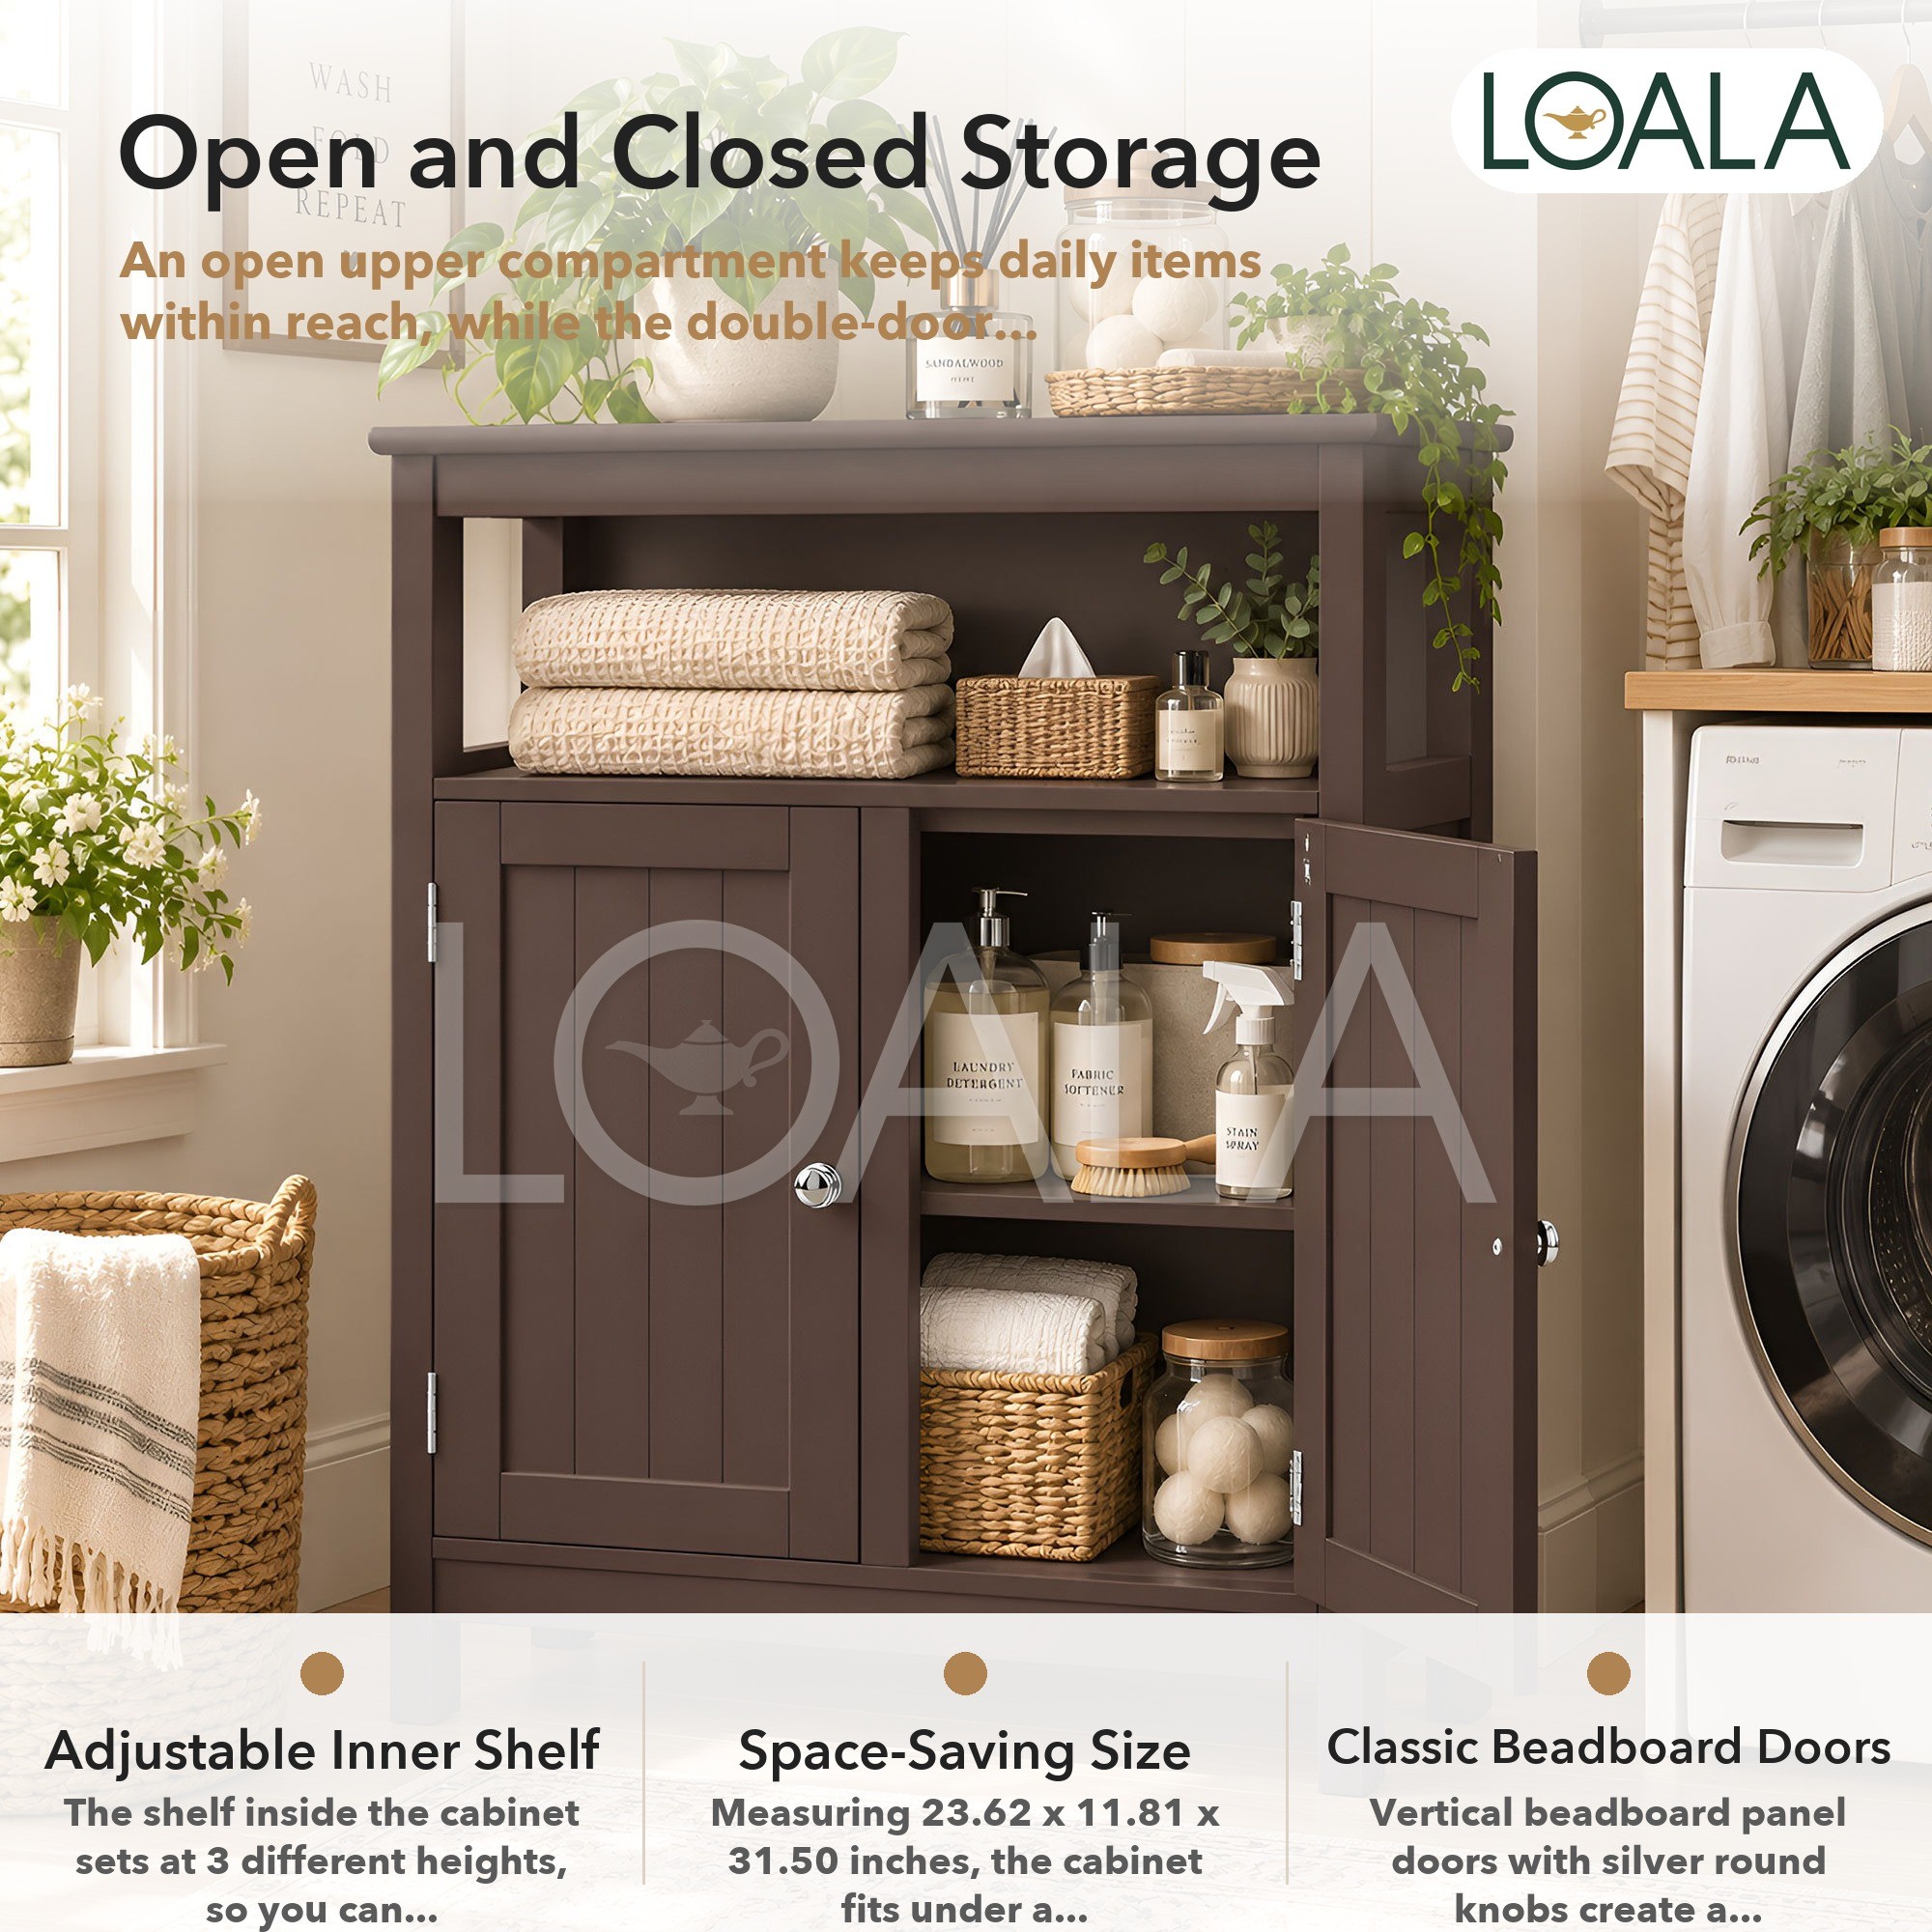 WASH
FOLD
REPEAT
LOALA
Open and Closed Storage
An open upper compartment keeps daily items
within reach, while the double-door...
SANDALWOOD
LOALA
LAUNDRY
DETERGENT
FABRIC
SOFTENER
STAIN
SPRAY
Adjustable Inner Shelf
The shelf inside the cabinet
sets at 3 different heights,
so you can...
Space-Saving Size
Measuring 23.62 x 11.81 x
31.50 inches, the cabinet
fits under a...
Classic Beadboard Doors
Vertical beadboard panel
doors with silver round
knobs create a...